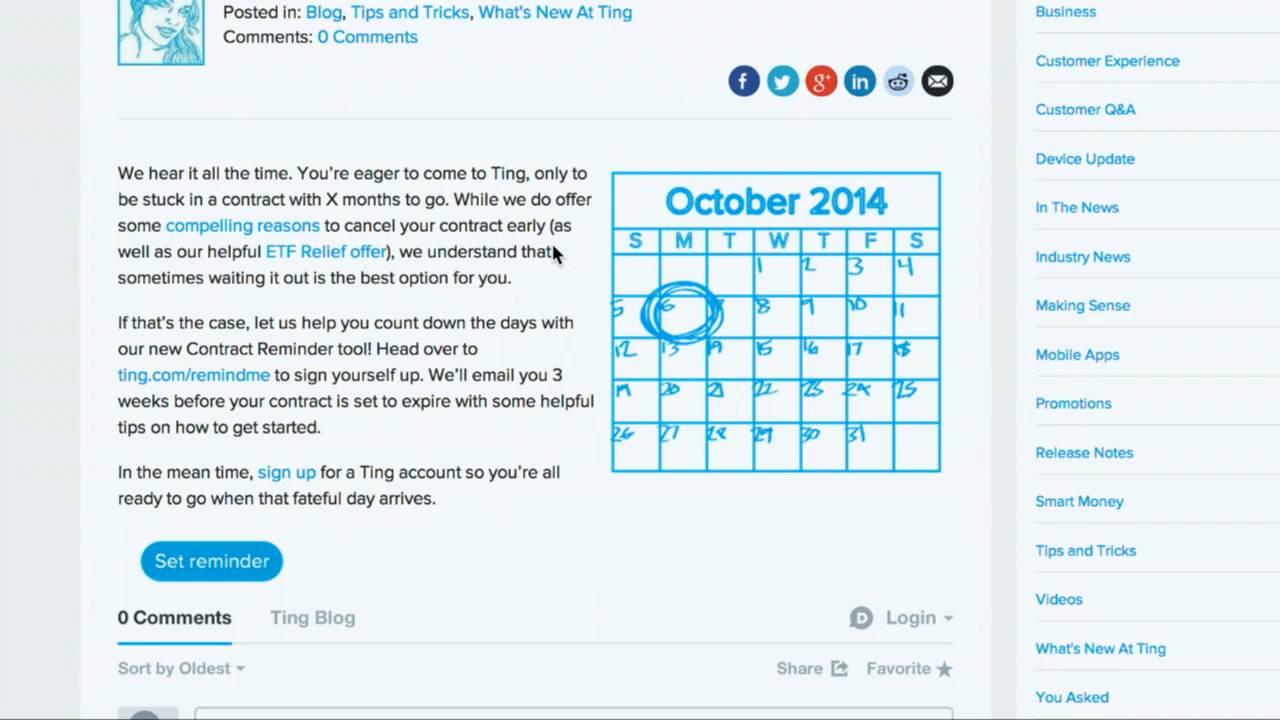 Posted in: Blog, Tips and Tricks, What's New At Ting
Comments: 0 Comments
We hear it all the time. You're eager to come to Ting, only to
be stuck in a contract with X months to go. While we do offer
some compelling reasons to cancel your contract early (as
well as our helpful ETF Relief offer), we understand that
sometimes waiting it out is the best option for you.
If that's the case, let us help you count down the days with
our new Contract Reminder tool! Head over to
ting.com/remindme to sign yourself up. We'll email you 3
weeks before your contract is set to expire with some helpful
tips on how to get started.
In the mean time, sign up for a Ting account so you're all
ready to go when that fateful day arrives.
Set reminder
October 2014
S M T W T F S
1 2 3 4
5 6 7 8 9 10 11
12 13 14 15 16 17 18
19 20 21 22 23 24 25
26 27 28 29 30 31
0 Comments Ting Blog Login
Sort by Oldest Share Favorite
Business
Customer Experience
Customer Q&A
Device Update
In The News
Industry News
Making Sense
Mobile Apps
Promotions
Release Notes
Smart Money
Tips and Tricks
Videos
What's New At Ting
You Asked